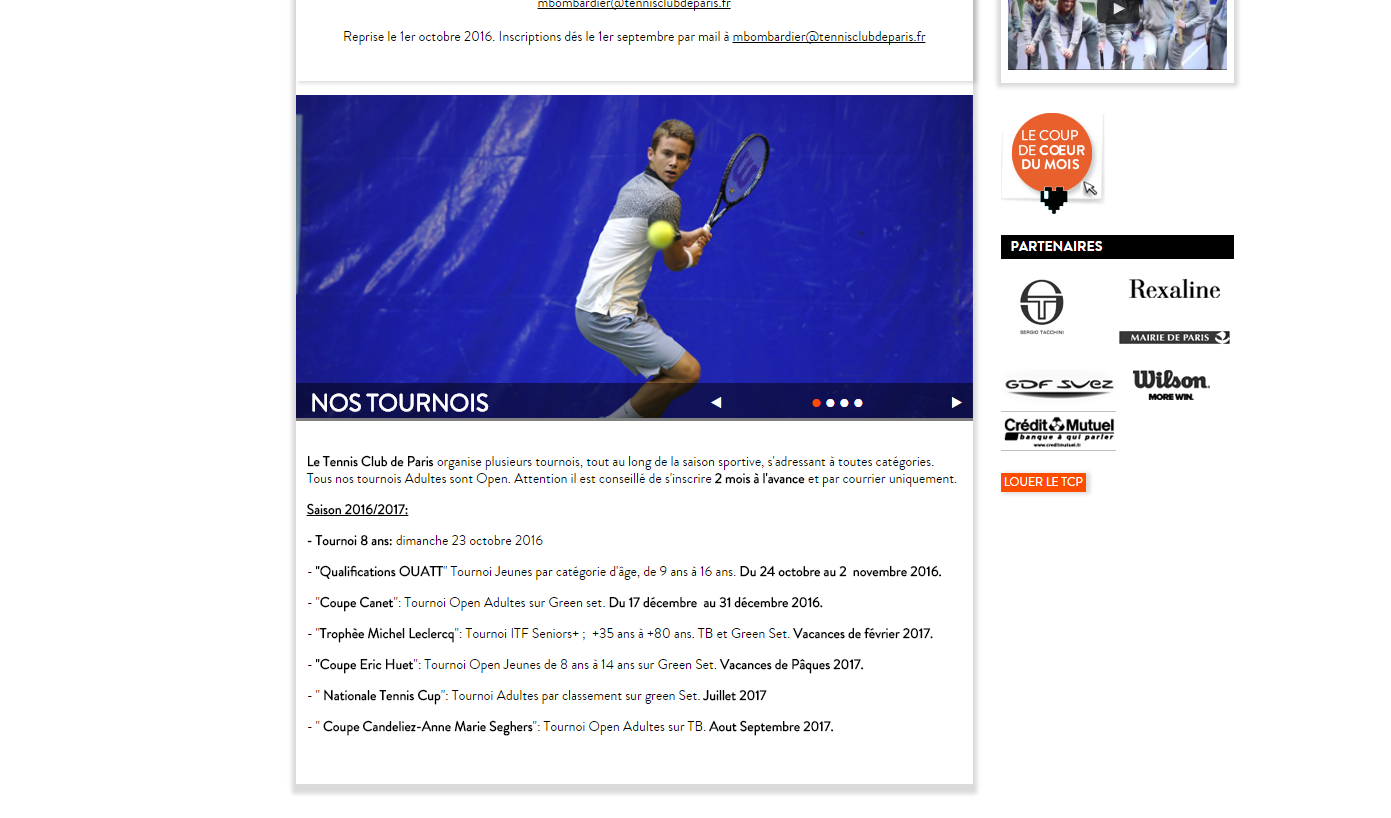 mbombardier@tennisclubdeparis.fr
Reprise le 1er octobre 2016. Inscriptions dés le 1er septembre par mail à mbombardier@tennisclubdeparis.fr
NOS TOURNOIS
Le Tennis Club de Paris organise plusieurs tournois, tout au long de la saison sportive, s'adressant à toutes catégories.
Tous nos tournois Adultes sont Open. Attention il est conseillé de s'inscrire 2 mois à l'avance et par courrier uniquement.
Saison 2016/2017:
- Tournoi 8 ans: dimanche 23 octobre 2016
- "Qualifications OUATT" Tournoi Jeunes par catégorie d'âge, de 9 ans à 16 ans. Du 24 octobre au 2 novembre 2016.
- "Coupe Canet": Tournoi Open Adultes sur Green set. Du 17 décembre au 31 décembre 2016.
- "Trophèe Michel Leclercq": Tournoi ITF Seniors+ ; +35 ans à +80 ans. TB et Green Set. Vacances de février 2017.
- "Coupe Eric Huet": Tournoi Open Jeunes de 8 ans à 14 ans sur Green Set. Vacances de Pâques 2017.
- " Nationale Tennis Cup": Tournoi Adultes par classement sur green Set. Juillet 2017
- " Coupe Candeliez-Anne Marie Seghers": Tournoi Open Adultes sur TB. Aout Septembre 2017.
LE COUP
DE CŒUR
DU MOIS
PARTENAIRES
SERGIO TACCHINI
Rexaline
MAIRIE DE PARIS
GDF SUEZ
Wilson.
MORE WIN.
Crédit Mutuel
banque à qui parler
www.creditmutuel.fr
LOUER LE TCP